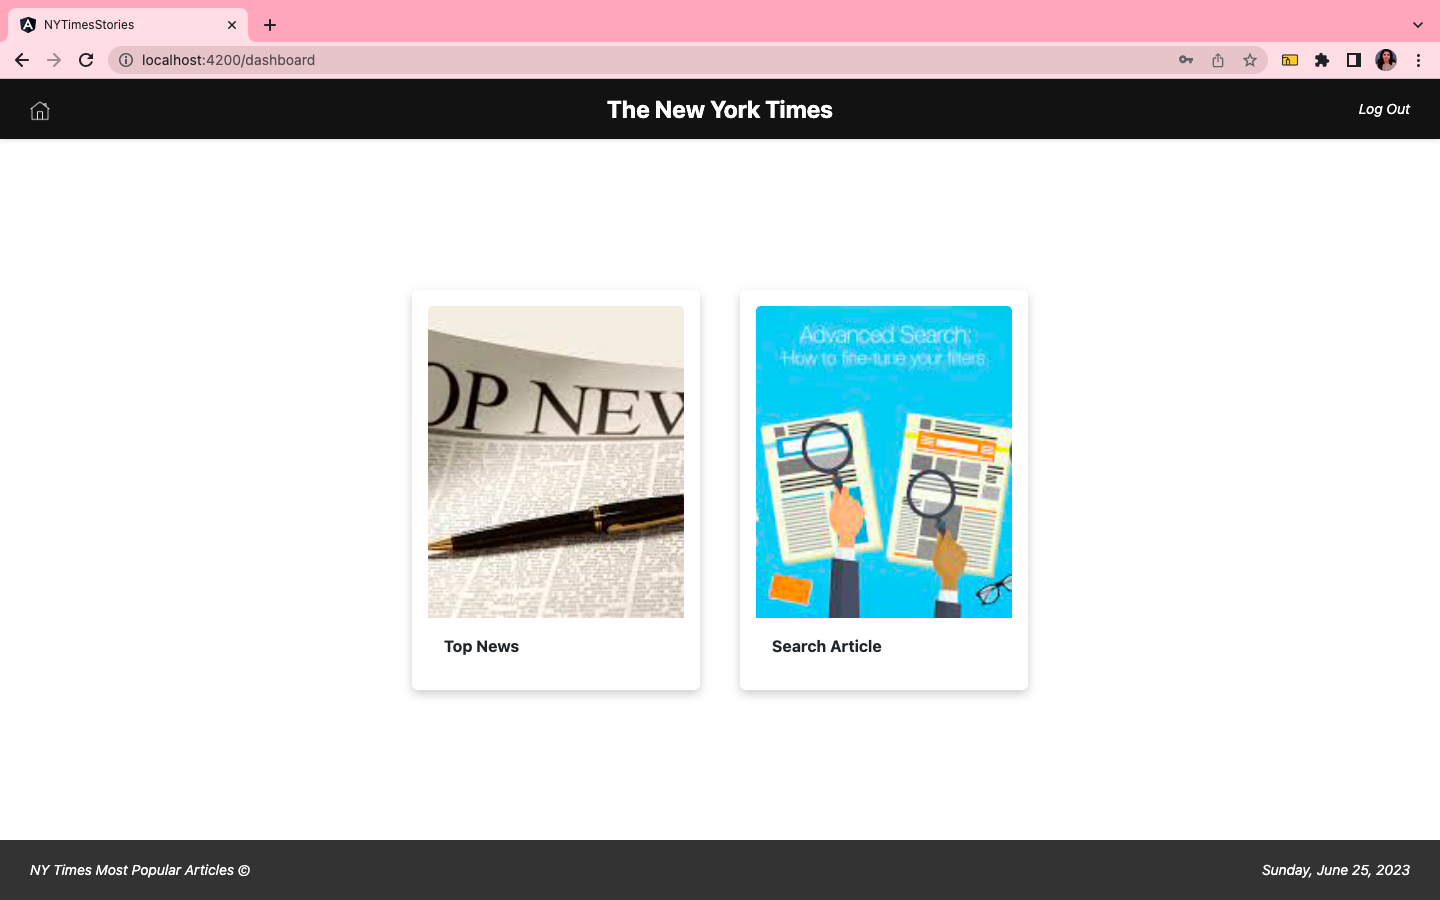 NYTimesStories
localhost:4200/dashboard
The New York Times
Log Out
OP NEW
Advanced Search:
How to fine-tune your filters
Top News
Search Article
NY Times Most Popular Articles ©
Sunday, June 25, 2023